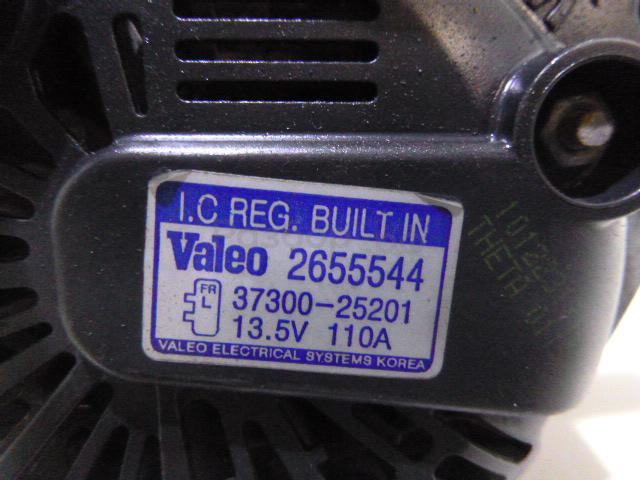 I.C REG. BUILT IN
Valeo 2655544
FR
L
37300-25201
13.5V 110A
VALEO ELECTRICAL SYSTEMS KOREA
THETA